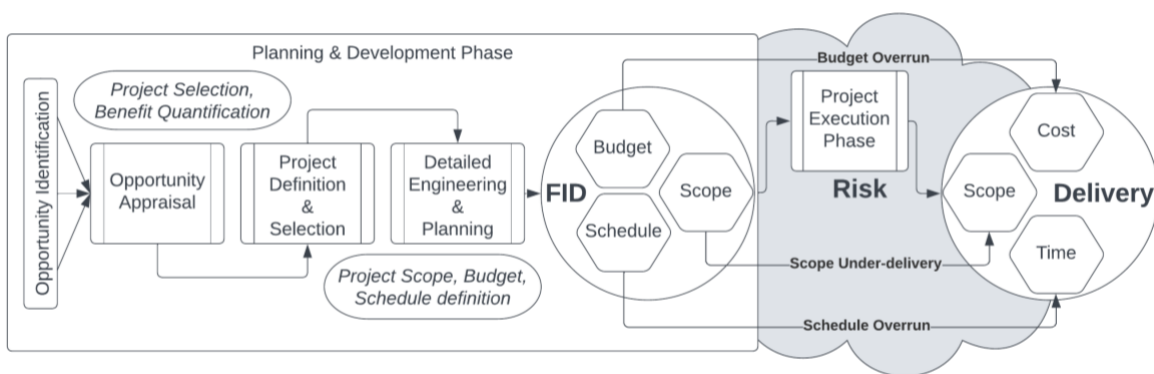 Planning & Development Phase
Opportunity Identification
Project Selection,
Benefit Quantification
Opportunity
Appraisal
Project
Definition
&
Selection
Detailed
Engineering
&
Planning
Project Scope, Budget,
Schedule definition
FID
Budget
Scope
Schedule
Budget Overrun
Project
Execution
Phase
Risk
Scope Under-delivery
Schedule Overrun
Cost
Scope
Delivery
Time